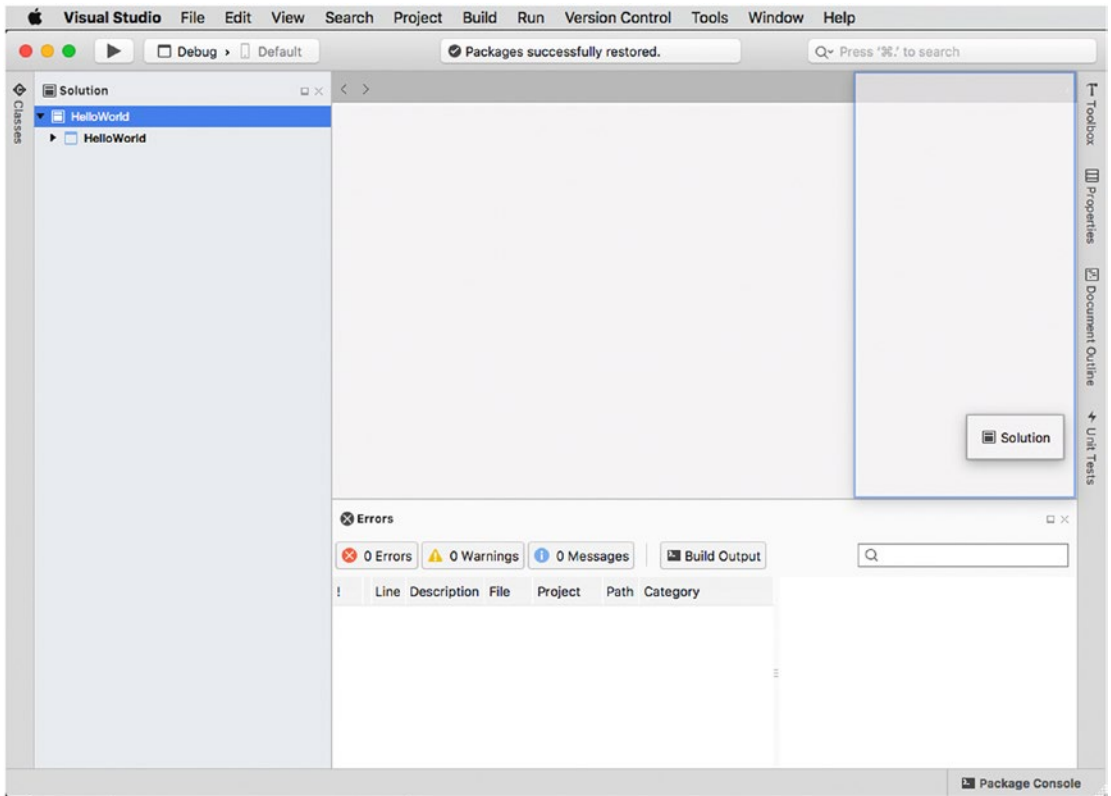 Visual Studio File Edit View Search Project Build Run Version Control Tools Window Help
Debug › Default
Packages successfully restored.
Press '⌘.' to search
Classes
Solution
HelloWorld
HelloWorld
Toolbox
Properties
Document Outline
Unit Tests
Solution
Errors
0 Errors 0 Warnings 0 Messages Build Output
! Line Description File Project Path Category
Package Console